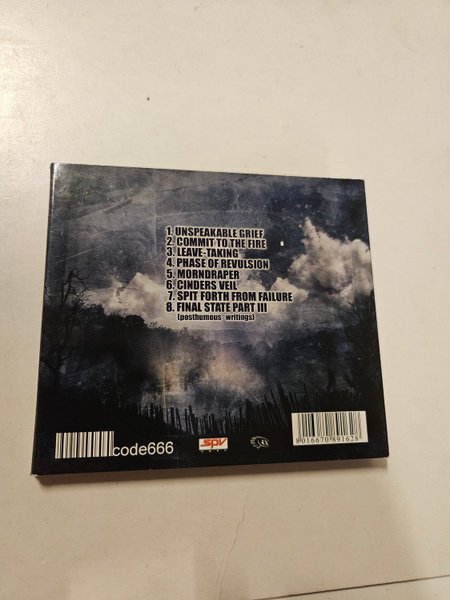 1. UNSPEAKABLE GRIEF
2. COMMIT TO THE FIRE
3. LEAVE-TAKING
4. PHASE OF REVULSION
5. MORNDRAPER
6. CINDERS VEIL
7. SPIT FORTH FROM FAILURE
8. FINAL STATE PART III
(posthumous writings)
code666
SPV
8016670891628